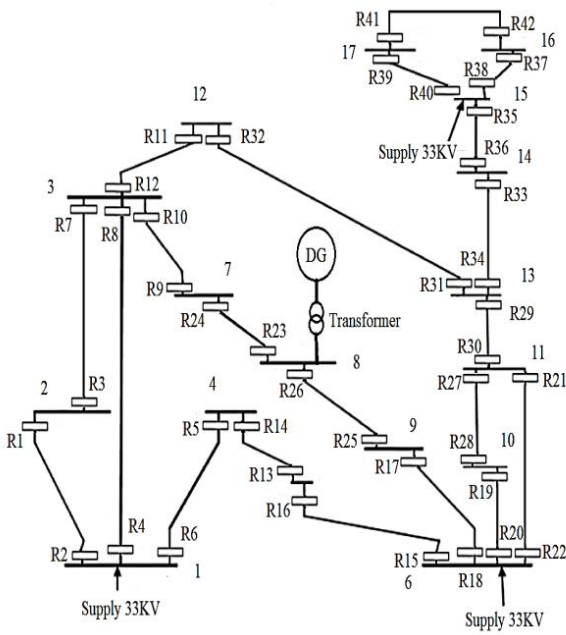 R41
R42
17
16
R39
R38
R37
R40
15
R35
12
R11
R32
Supply 33KV
R36
14
3
R12
R33
R7
R8
R10
DG
7
R34
13
R9
R31
R24
Transformer
R29
R23
R30
8
11
2
R3
4
R26
R27
R21
R1
R5
R14
9
R25
R28
10
R13
R17
R19
R16
R4
R6
R20
R2
R15
R22
1
6
R18
Supply 33KV
Supply 33KV